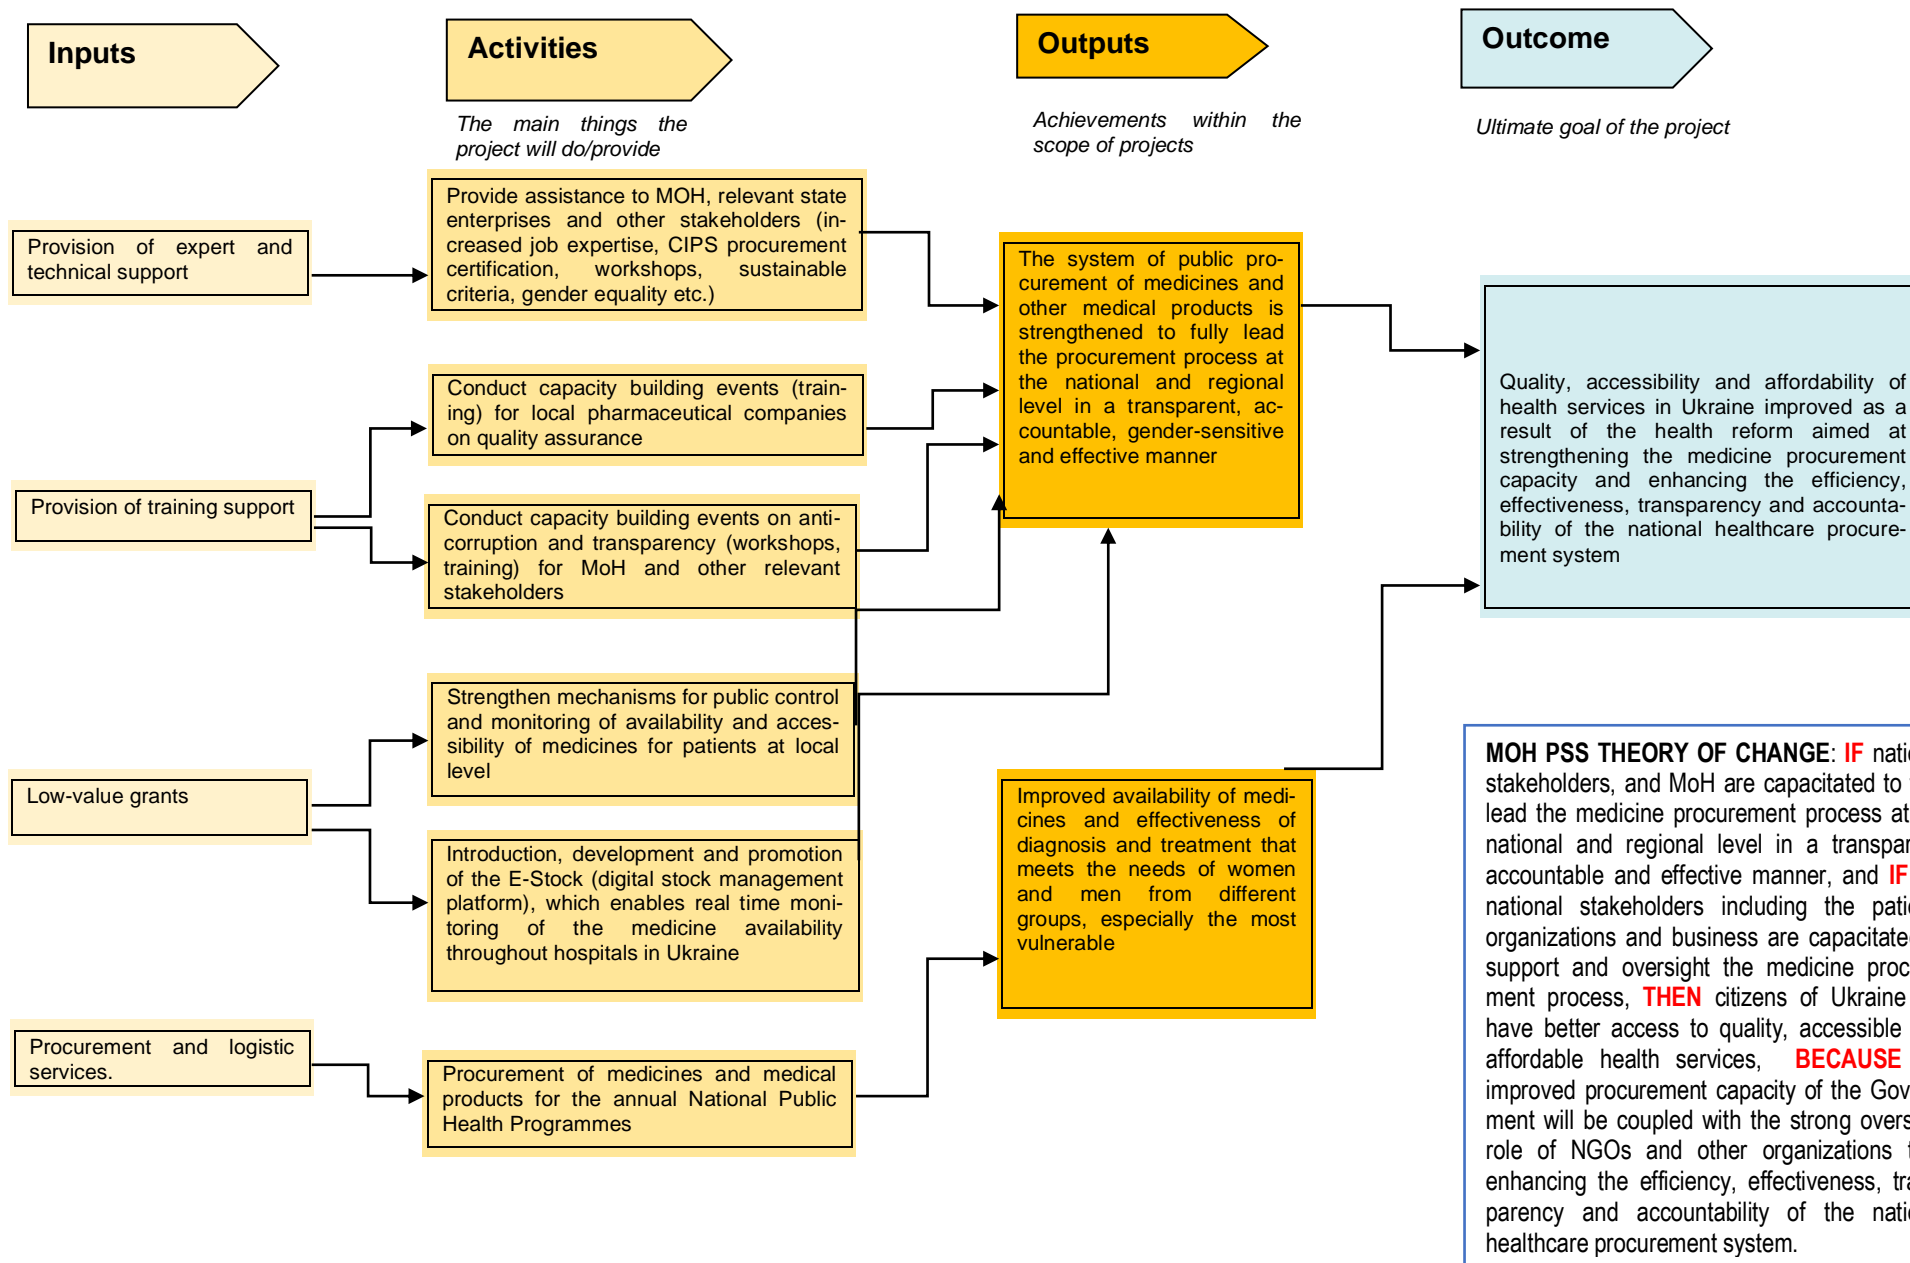 Inputs
Activities
The main things the
project will do/provide
Outputs
Achievements within the
scope of projects
Outcome
Ultimate goal of the project
Provision of expert and
technical support
Provision of training support
Low-value grants
Procurement and logistic
services.
Provide assistance to MOH, relevant state
enterprises and other stakeholders (in-
creased job expertise, CIPS procurement
certification, workshops, sustainable
criteria, gender equality etc.)
Conduct capacity building events (train-
ing) for local pharmaceutical companies
on quality assurance
Conduct capacity building events on anti-
corruption and transparency (workshops,
training) for MoH and other relevant
stakeholders
Strengthen mechanisms for public control
and monitoring of availability and acces-
sibility of medicines for patients at local
level
Introduction, development and promotion
of the E-Stock (digital stock management
platform), which enables real time moni-
toring of the medicine availability
throughout hospitals in Ukraine
Procurement of medicines and medical
products for the annual National Public
Health Programmes
The system of public pro-
curement of medicines and
other medical products is
strengthened to fully lead
the procurement process at
the national and regional
level in a transparent, ac-
countable, gender-sensitive
and effective manner
Improved availability of medi-
cines and effectiveness of
diagnosis and treatment that
meets the needs of women
and men from different
groups, especially the most
vulnerable
Quality, accessibility and affordability of
health services in Ukraine improved as a
result of the health reform aimed at
strengthening the medicine procurement
capacity and enhancing the efficiency,
effectiveness, transparency and accounta-
bility of the national healthcare procure-
ment system
MOH PSS THEORY OF CHANGE: IF
stakeholders, and MoH are capacitated to
lead the medicine procurement process at
national and regional level in a
accountable and effective manner, and IF
national stakeholders including the
organizations and business are
support and oversight the medicine
ment process, THEN citizens of Ukraine
have better access to quality, accessible
affordable health services, BECAUSE
improved procurement capacity of the
ment will be coupled with the strong
role of NGOs and other organizations
enhancing the efficiency, effectiveness,
parency and accountability of the
healthcare procurement system.